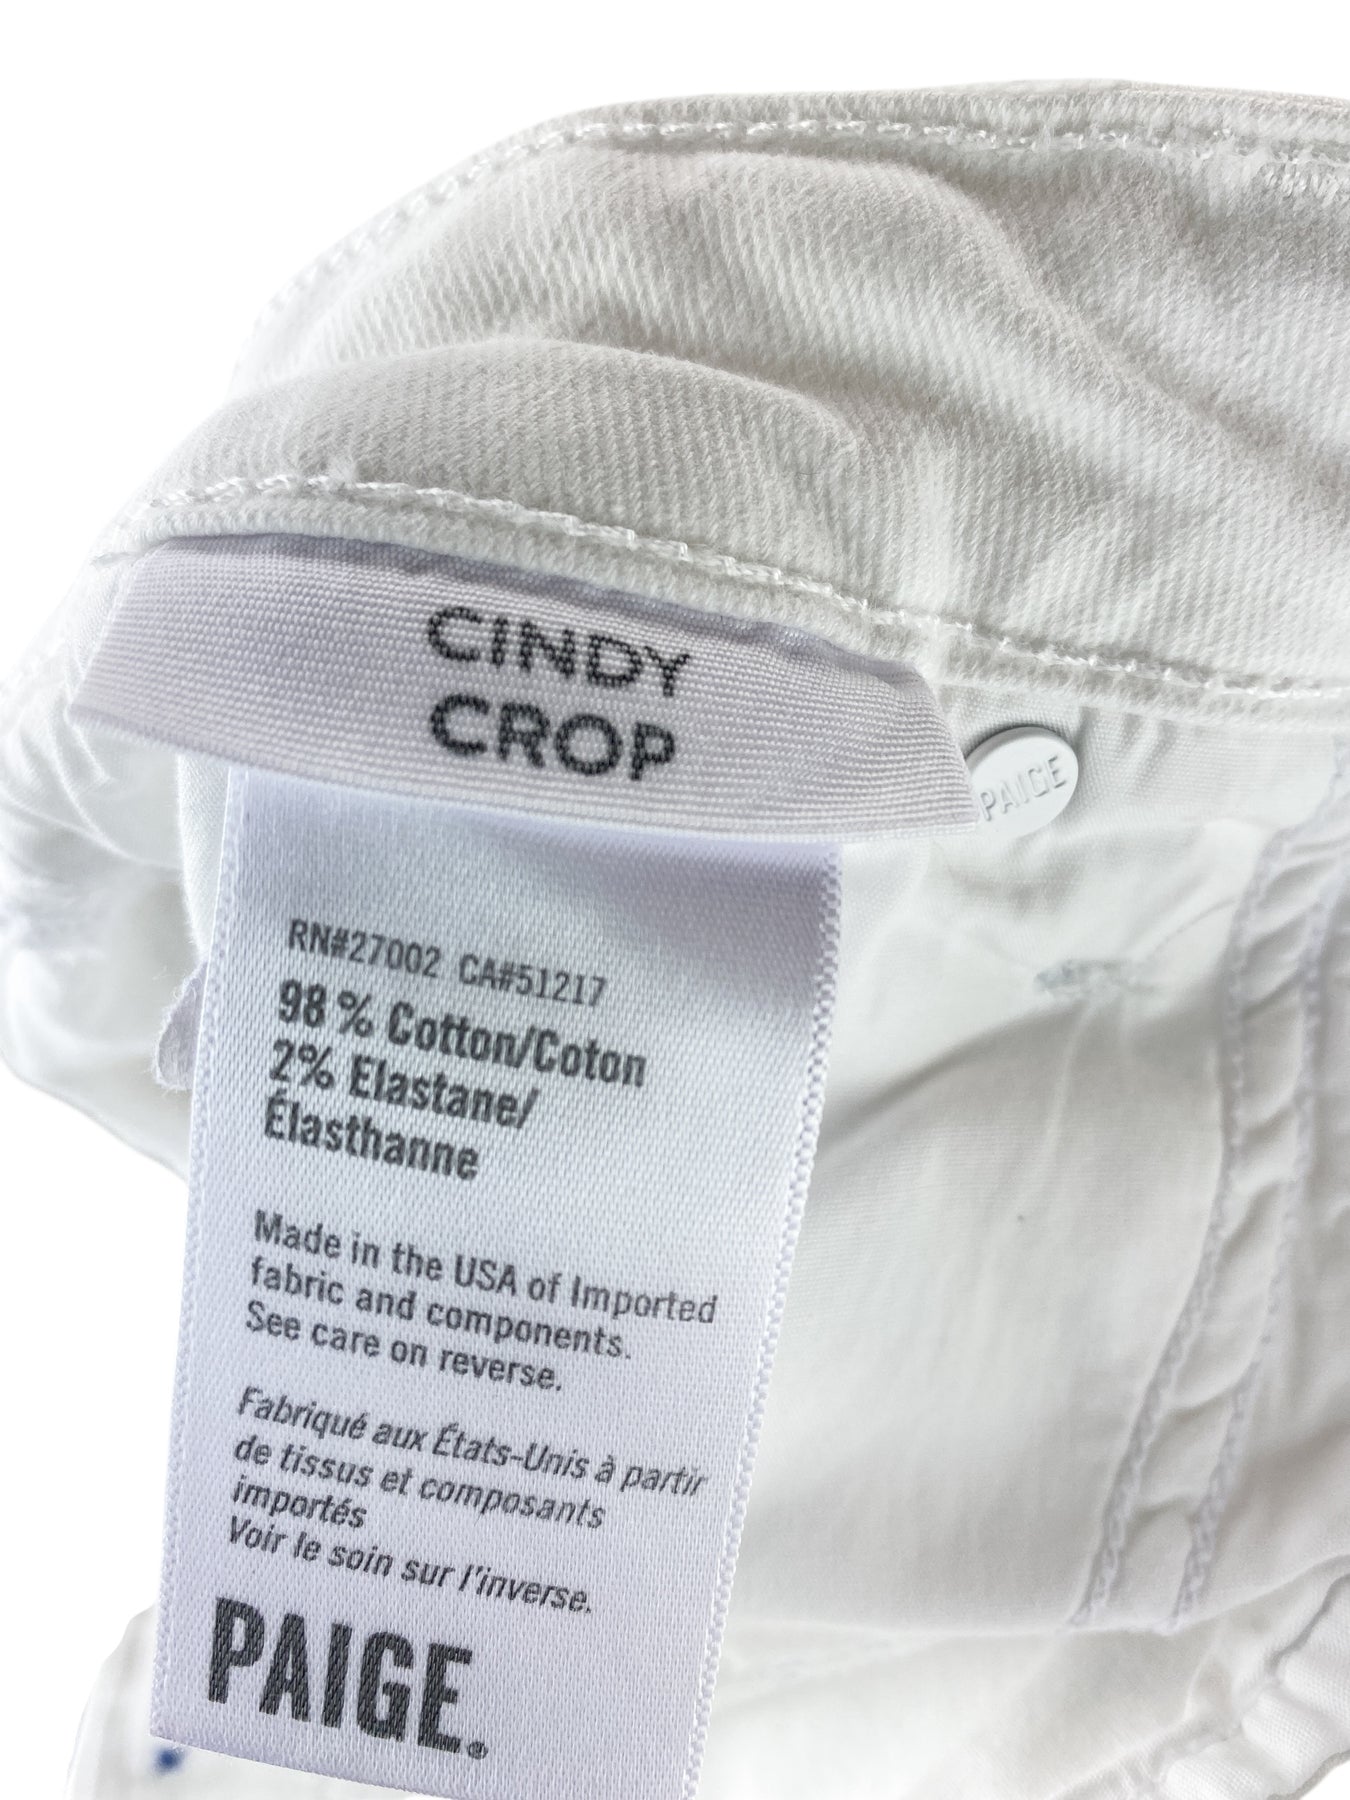 CINDY
CROP
PAIGE
RN#27002 CA#51217
98% Cotton/Coton
2% Elastane/
Élasthanne
Made in the USA of Imported
fabric and components.
See care on reverse.
Fabriqué aux États-Unis à partir
de tissus et composants
importés
Voir le soin sur l'inverse.
PAIGE®